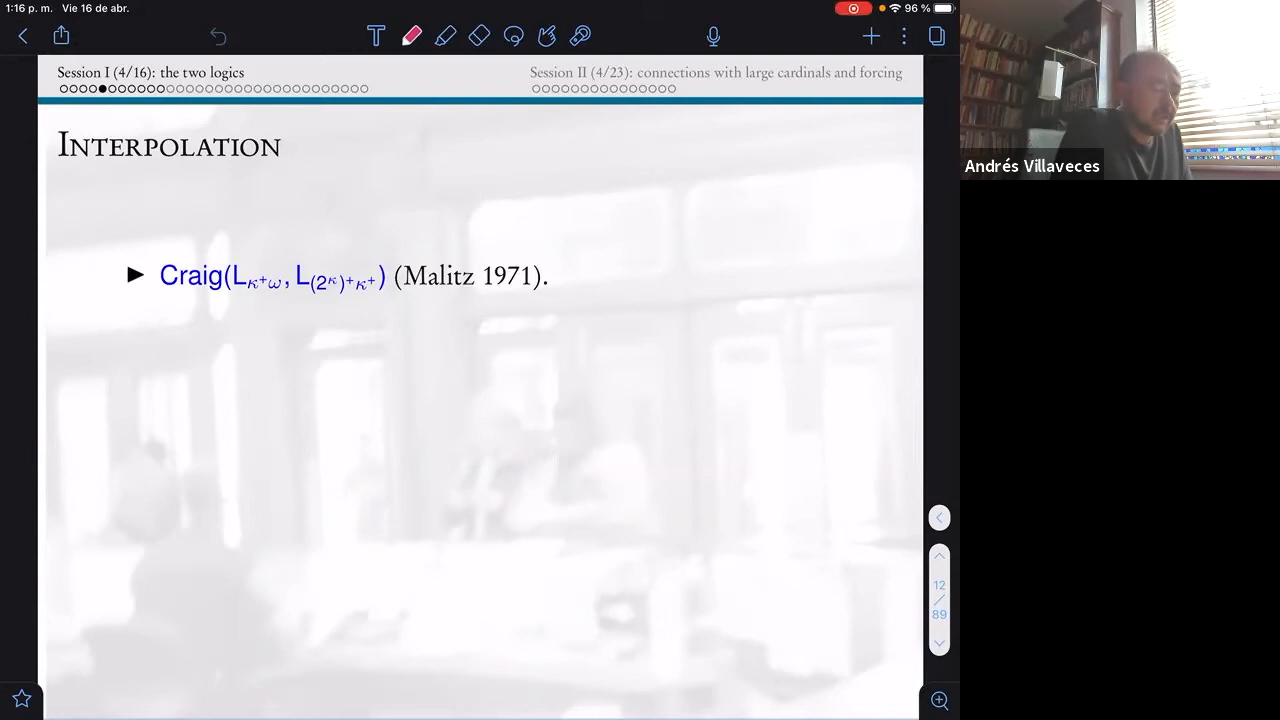 1:16 p. m. Vie 16 de abr.
96 %
Session I (4/16): the two logics
Session II (4/23): connections with large cardinals and forcing
INTERPOLATION
► Craig(L_{κ⁺ω}, L_{(2^κ)⁺κ⁺}) (Malitz 1971).
Andrés Villaveces
12
/
89